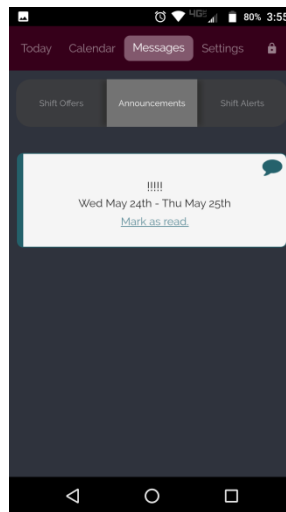 4G 80% 3:55
Today Calendar Messages Settings
Shift Offers Announcements Shift Alerts
!!!!!
Wed May 24th - Thu May 25th
Mark as read.